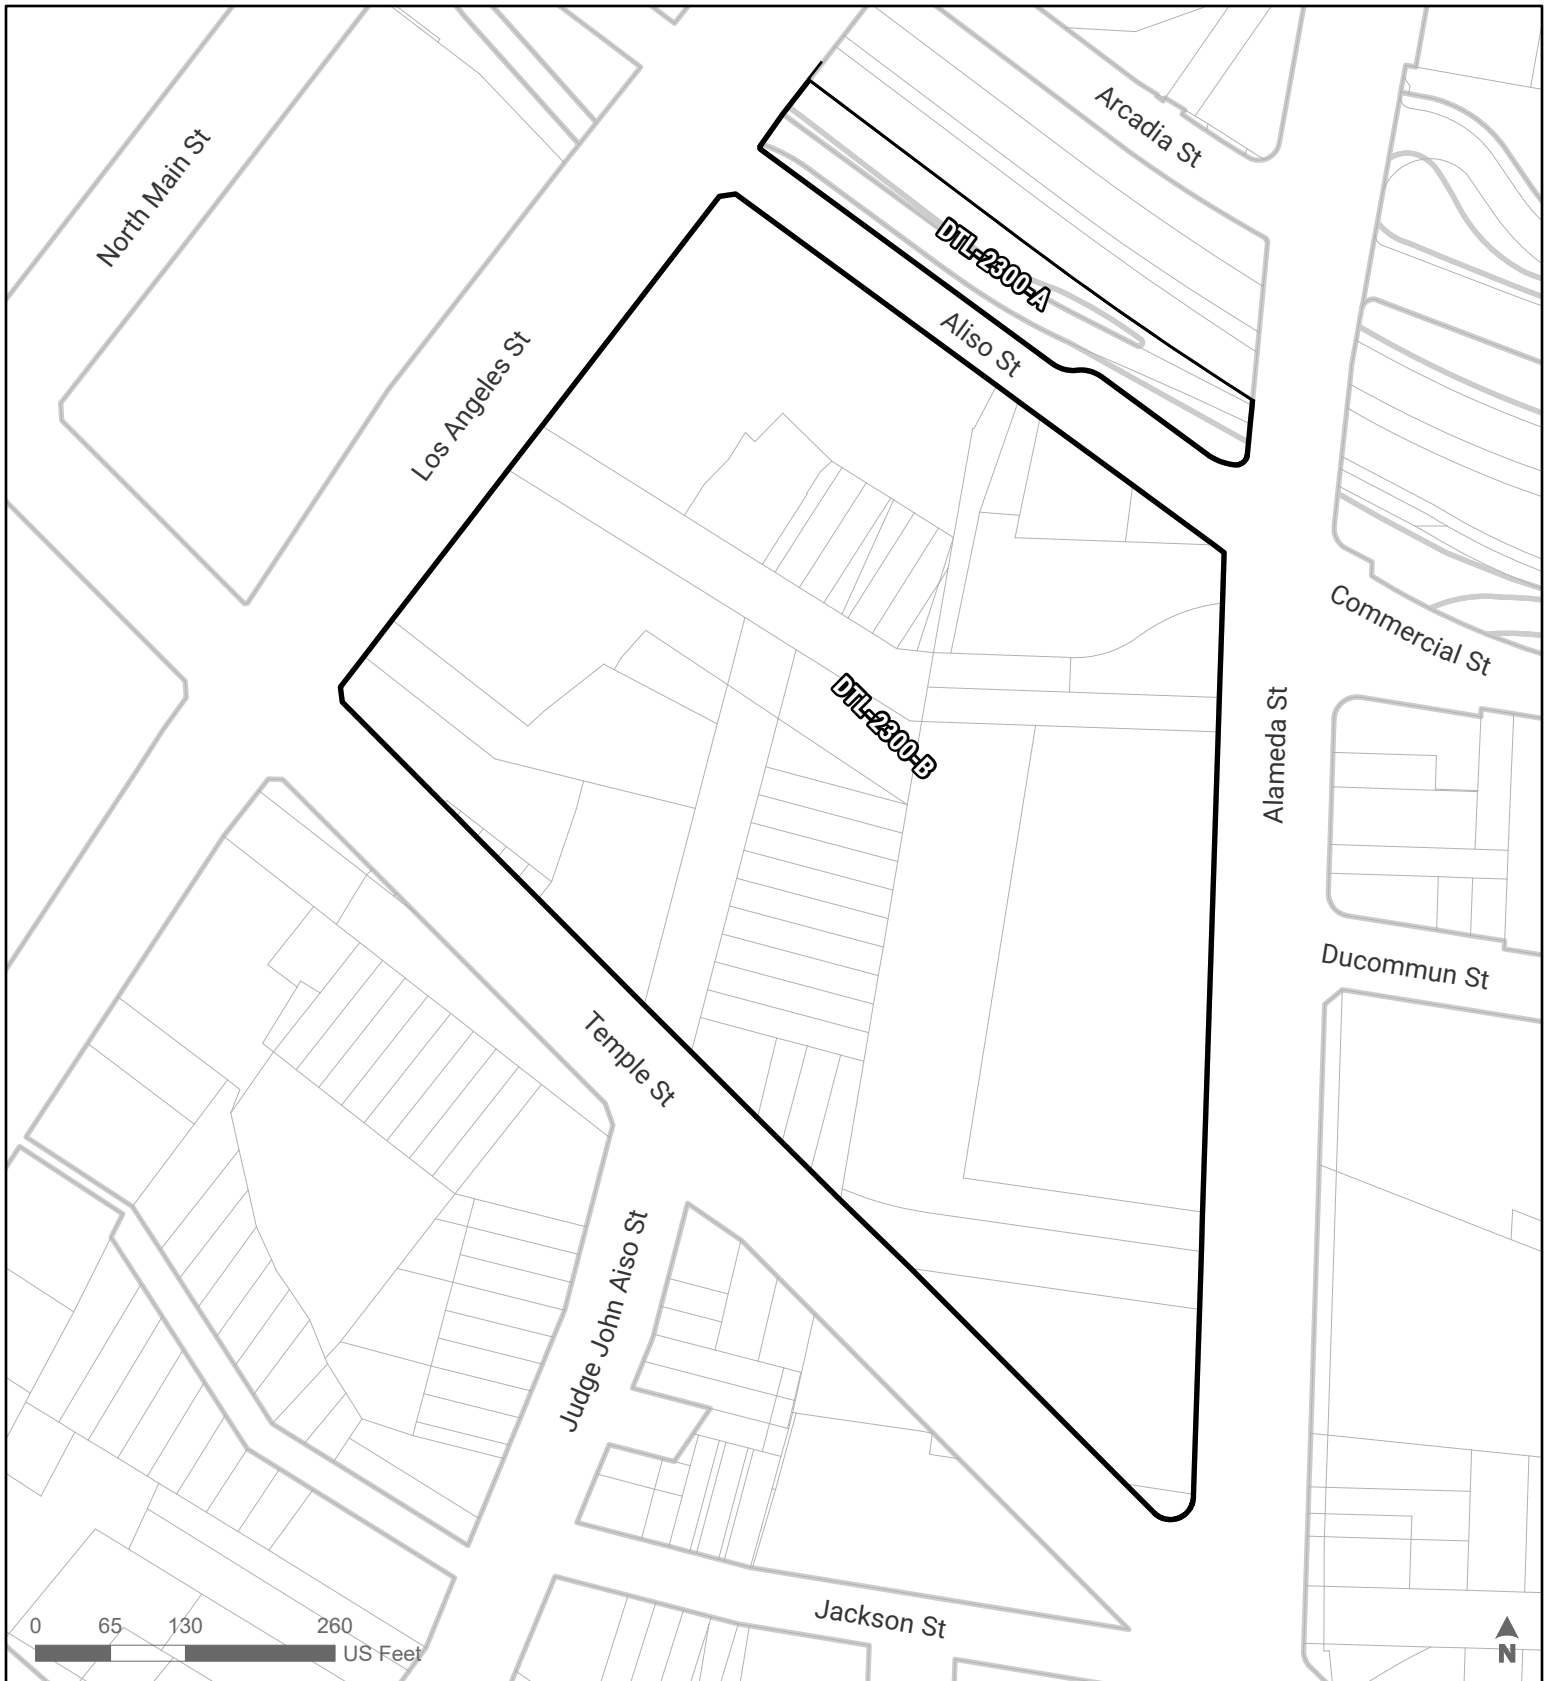 Arcadia St
North Main St
DTL-2300-A
Aliso St
Los Angeles St
Commercial St
DTL-2300-B
Alameda St
Ducommun St
Temple St
Judge John Aiso St
Jackson St
0 65 130 260
US Feet
N